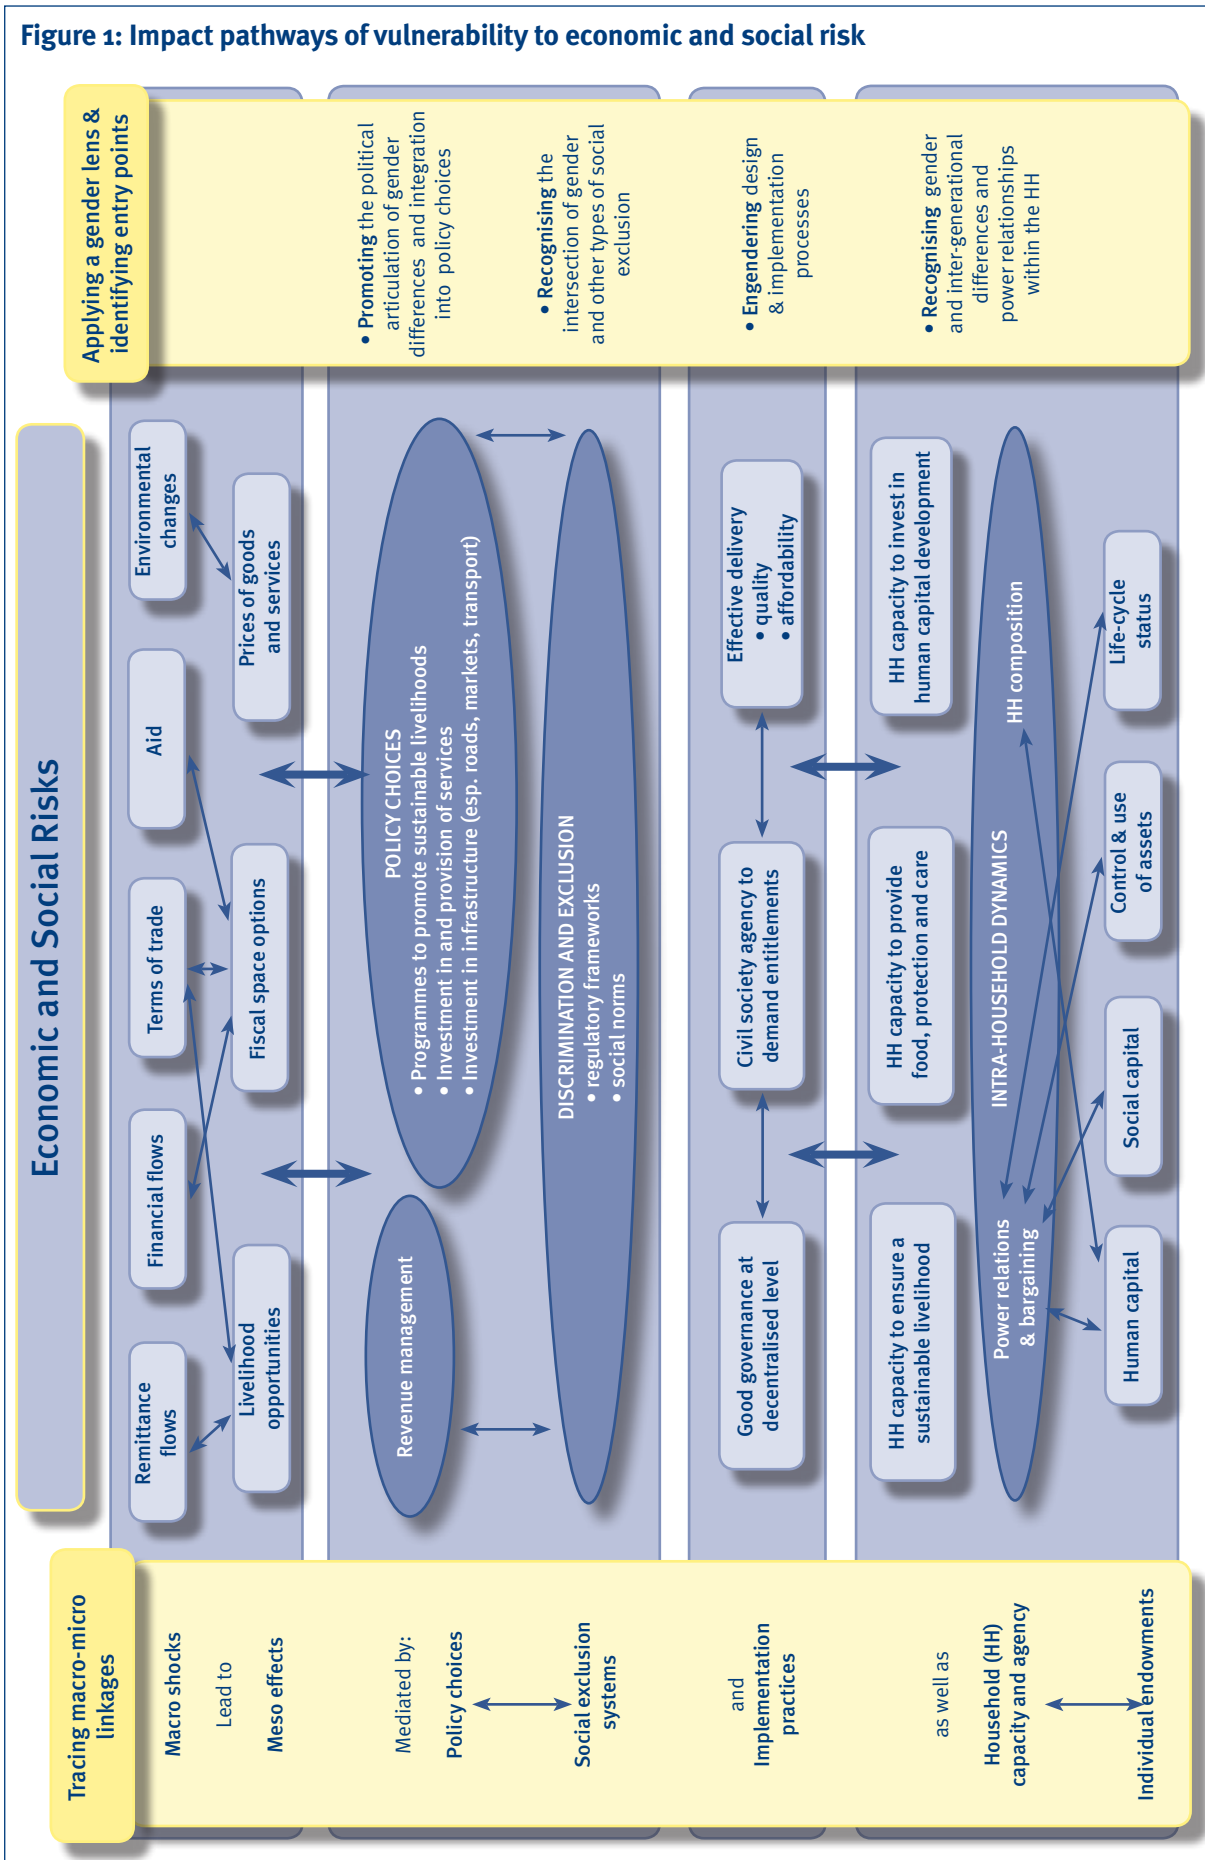 Figure 1: Impact pathways of vulnerability to economic and social risk
Economic and Social Risks
Tracing macro-micro
linkages
Macro shocks
Lead to
Meso effects
Mediated by:
Policy choices
Social exclusion
systems
and
Implementation
practices
as well as
Household (HH)
capacity and agency
Individual endowments
Remittance
flows
Financial flows
Terms of trade
Aid
Environmental
changes
Livelihood
opportunities
Fiscal space options
Prices of goods
and services
Revenue management
POLICY CHOICES
• Programmes to promote sustainable livelihoods
• Investment in and provision of services
• Investment in infrastructure (esp. roads, markets, transport)
DISCRIMINATION AND EXCLUSION
• regulatory frameworks
• social norms
Good governance at
decentralised level
Civil society agency to
demand entitlements
Effective delivery
• quality
• affordability
HH capacity to ensure a
sustainable livelihood
HH capacity to provide
food, protection and care
HH capacity to invest in
human capital development
Power relations
& bargaining
INTRA-HOUSEHOLD DYNAMICS
HH composition
Human capital
Social capital
Control & use
of assets
Life-cycle
status
Applying a gender lens &
identifying entry points
• Promoting the political
articulation of gender
differences and integration
into policy choices
• Recognising the
intersection of gender
and other types of social
exclusion
• Engendering design
& implementation
processes
• Recognising gender
and inter-generational
differences and
power relationships
within the HH